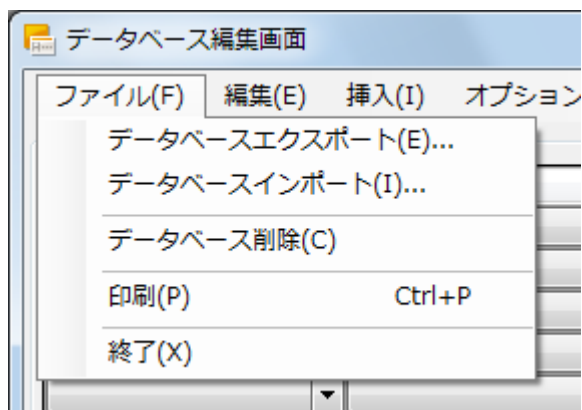 データベース編集画面
ファイル(F) 編集(E) 挿入(I) オプション
データベースエクスポート(E)...
データベースインポート(I)...
データベース削除(C)
印刷(P) Ctrl+P
終了(X)